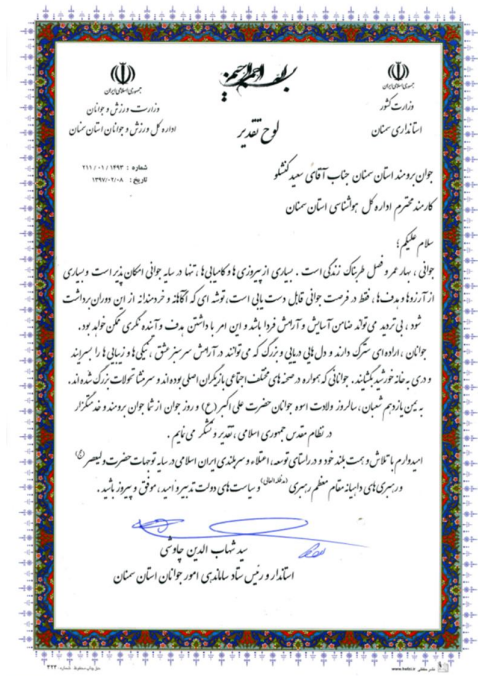 بسم الله الرحمن الرحیم
جمهوری اسلامی ایران
وزارت کشور
استانداری سمنان
جمهوری اسلامی ایران
وزارت ورزش و جوانان
اداره کل ورزش و جوانان استان سمنان
لوح تقدیر
شماره : ۲۱۱/۰۱/۱۴۹۳
تاریخ : ۱۳۹۷/۰۲/۰۸
جوان برومند استان سمنان جناب آقای سعید کنشلو
کارمند محترم اداره کل هواشناسی استان سمنان
سلام علیکم؛
جوانی ، بهار عمر و فصل طربناک زندگی است . بسیاری از پیروزی ها و کامیابی ها ، تنها در سایه جوانی امکان پذیر است و بسیاری
از آرزوها و هدف ها ، فقط در فرصت جوانی قابل دست یابی است، توشه ای که آگاهانه و خردمندانه از این دوران برداشت
شود ، بی تردید می تواند ضامن آسایش و آرامش فردا باشد و این امر با داشتن هدف و آینده نگری ممکن خواهد بود.
جوانان ، اراده ای سترگ دارند و دل هایی دریایی و بزرگ که می توانند در آرامش سرسبز عشق ، نیکی ها و زیبایی ها را بسرایند
و دری به خانه خورشید بگشایند. جوانانی که همواره در صحنه های مختلف اجتماعی بازیگران اصلی بوده اند و سرمنشا تحولات بزرگ شده اند.
به یمن یازدهم شعبان، سالروز ولادت اسوه جوانان حضرت علی اکبر(ع) و روز جوان از شما جوان برومند و خدمتگزار
در نظام مقدس جمهوری اسلامی ، تقدیر و تشکر می نمایم .
امیدوارم با تلاش و همت بلند خود و در راستای توسعه، اعتلاء و سربلندی ایران اسلامی در سایه توجهات حضرت ولیعصر(عج)
و رهبری های داهیانه مقام معظم رهبری (مدظله العالی) و سیاست های دولت تدبیر و امید، موفق و پیروز باشید .
سید شهاب الدین چاوشی
استاندار و رئیس ستاد ساماندهی امور جوانان استان سمنان